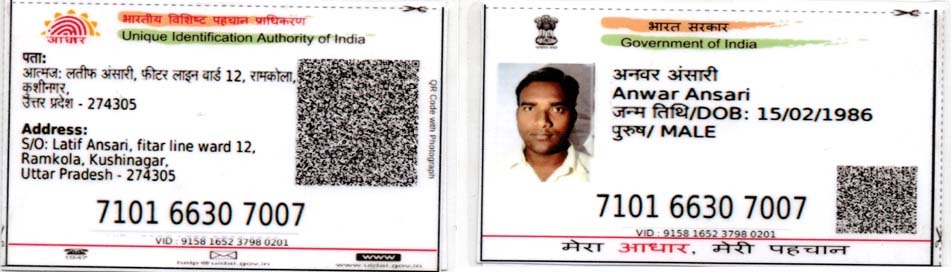 आधार
भारतीय विशिष्ट पहचान प्राधिकरण
Unique Identification Authority of India
पता:
आत्मज: लतीफ अंसारी, फीटर लाइन वार्ड 12, रामकोला,
कुशीनगर,
उत्तर प्रदेश - 274305
Address:
S/O: Latif Ansari, fitar line ward 12,
Ramkola, Kushinagar,
Uttar Pradesh - 274305
QR Code with Photograph
7101 6630 7007
VID : 9158 1652 3798 0201
1947
help@uidai.gov.in
www
www.uidai.gov.in
भारत सरकार
Government of India
अनवर अंसारी
Anwar Ansari
जन्म तिथि/DOB: 15/02/1986
पुरुष/ MALE
7101 6630 7007
VID : 9158 1652 3798 0201
मेरा आधार, मेरी पहचान